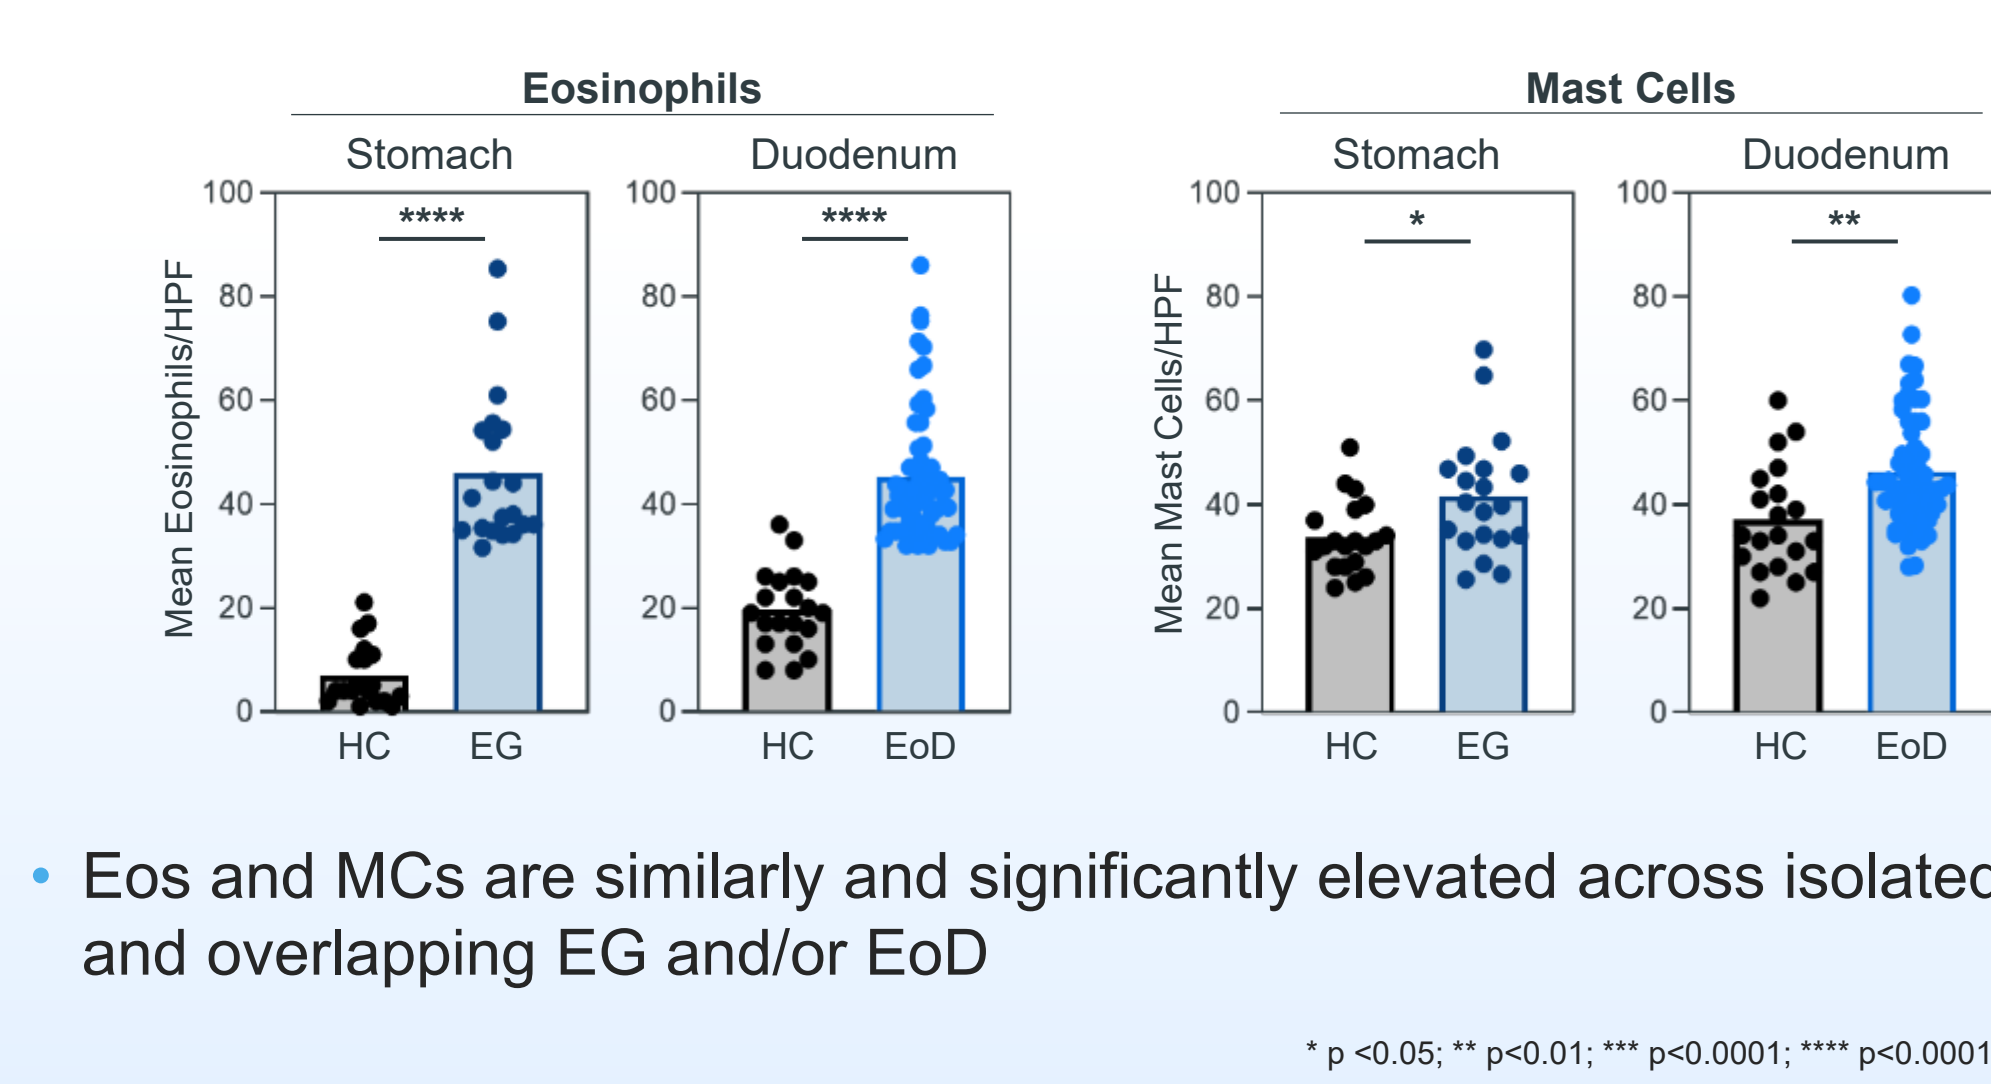 Eosinophils
Mast Cells
Stomach
Duodenum
Stomach
Duodenum
Mean Eosinophils/HPF
100
80
60
40
20
0
****
HC
EG
100
80
60
40
20
0
****
HC
EoD
Mean Mast Cells/HPF
100
80
60
40
20
0
*
HC
EG
100
80
60
40
20
0
**
HC
EoD
• Eos and MCs are similarly and significantly elevated across isolated
and overlapping EG and/or EoD
* p <0.05; ** p<0.01; *** p<0.0001; **** p<0.0001